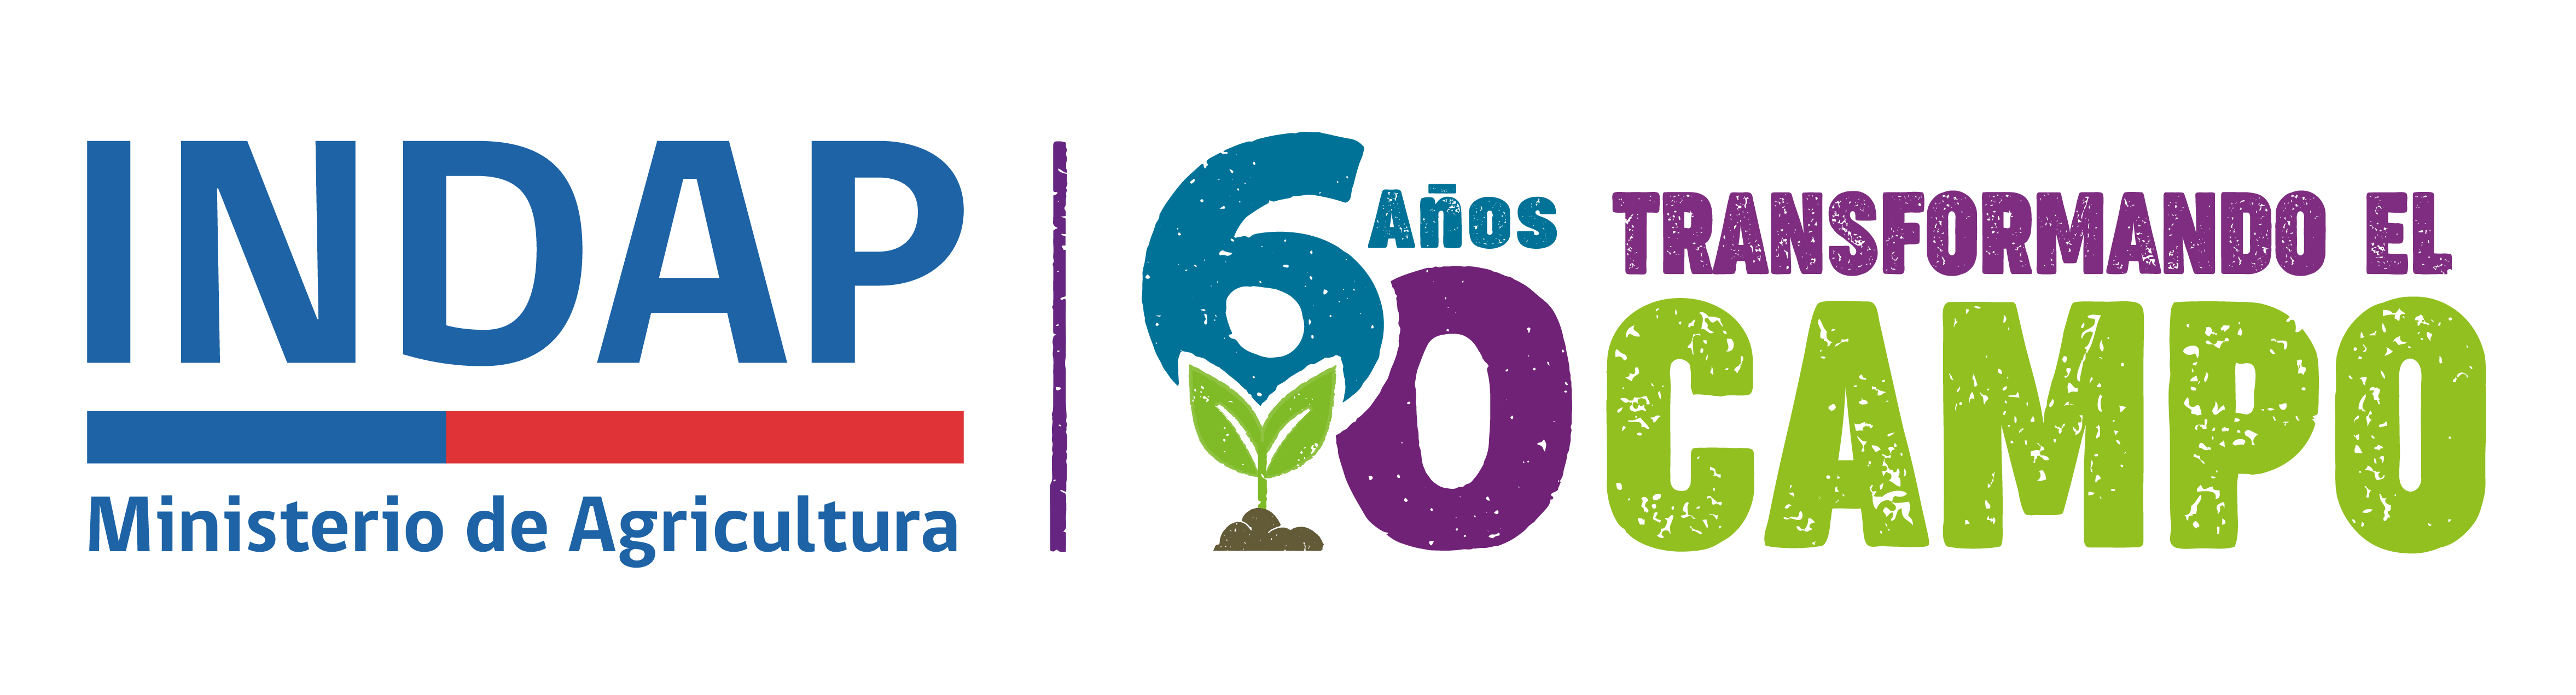 INDAP
Ministerio de Agricultura
60 Años
TRANSFORMANDO EL
CAMPO